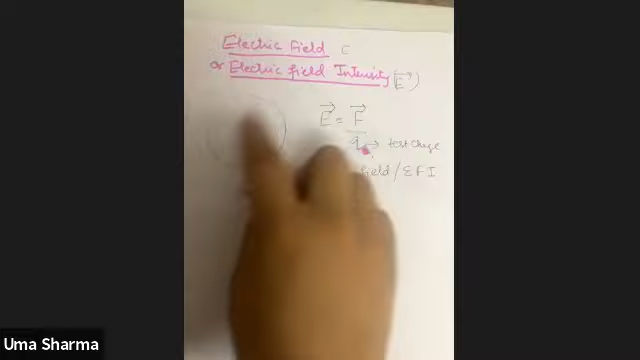 Electric Field
or Electric field Intensity (E→)
E→ = F→
q → test charge
field / EFI
Uma Sharma